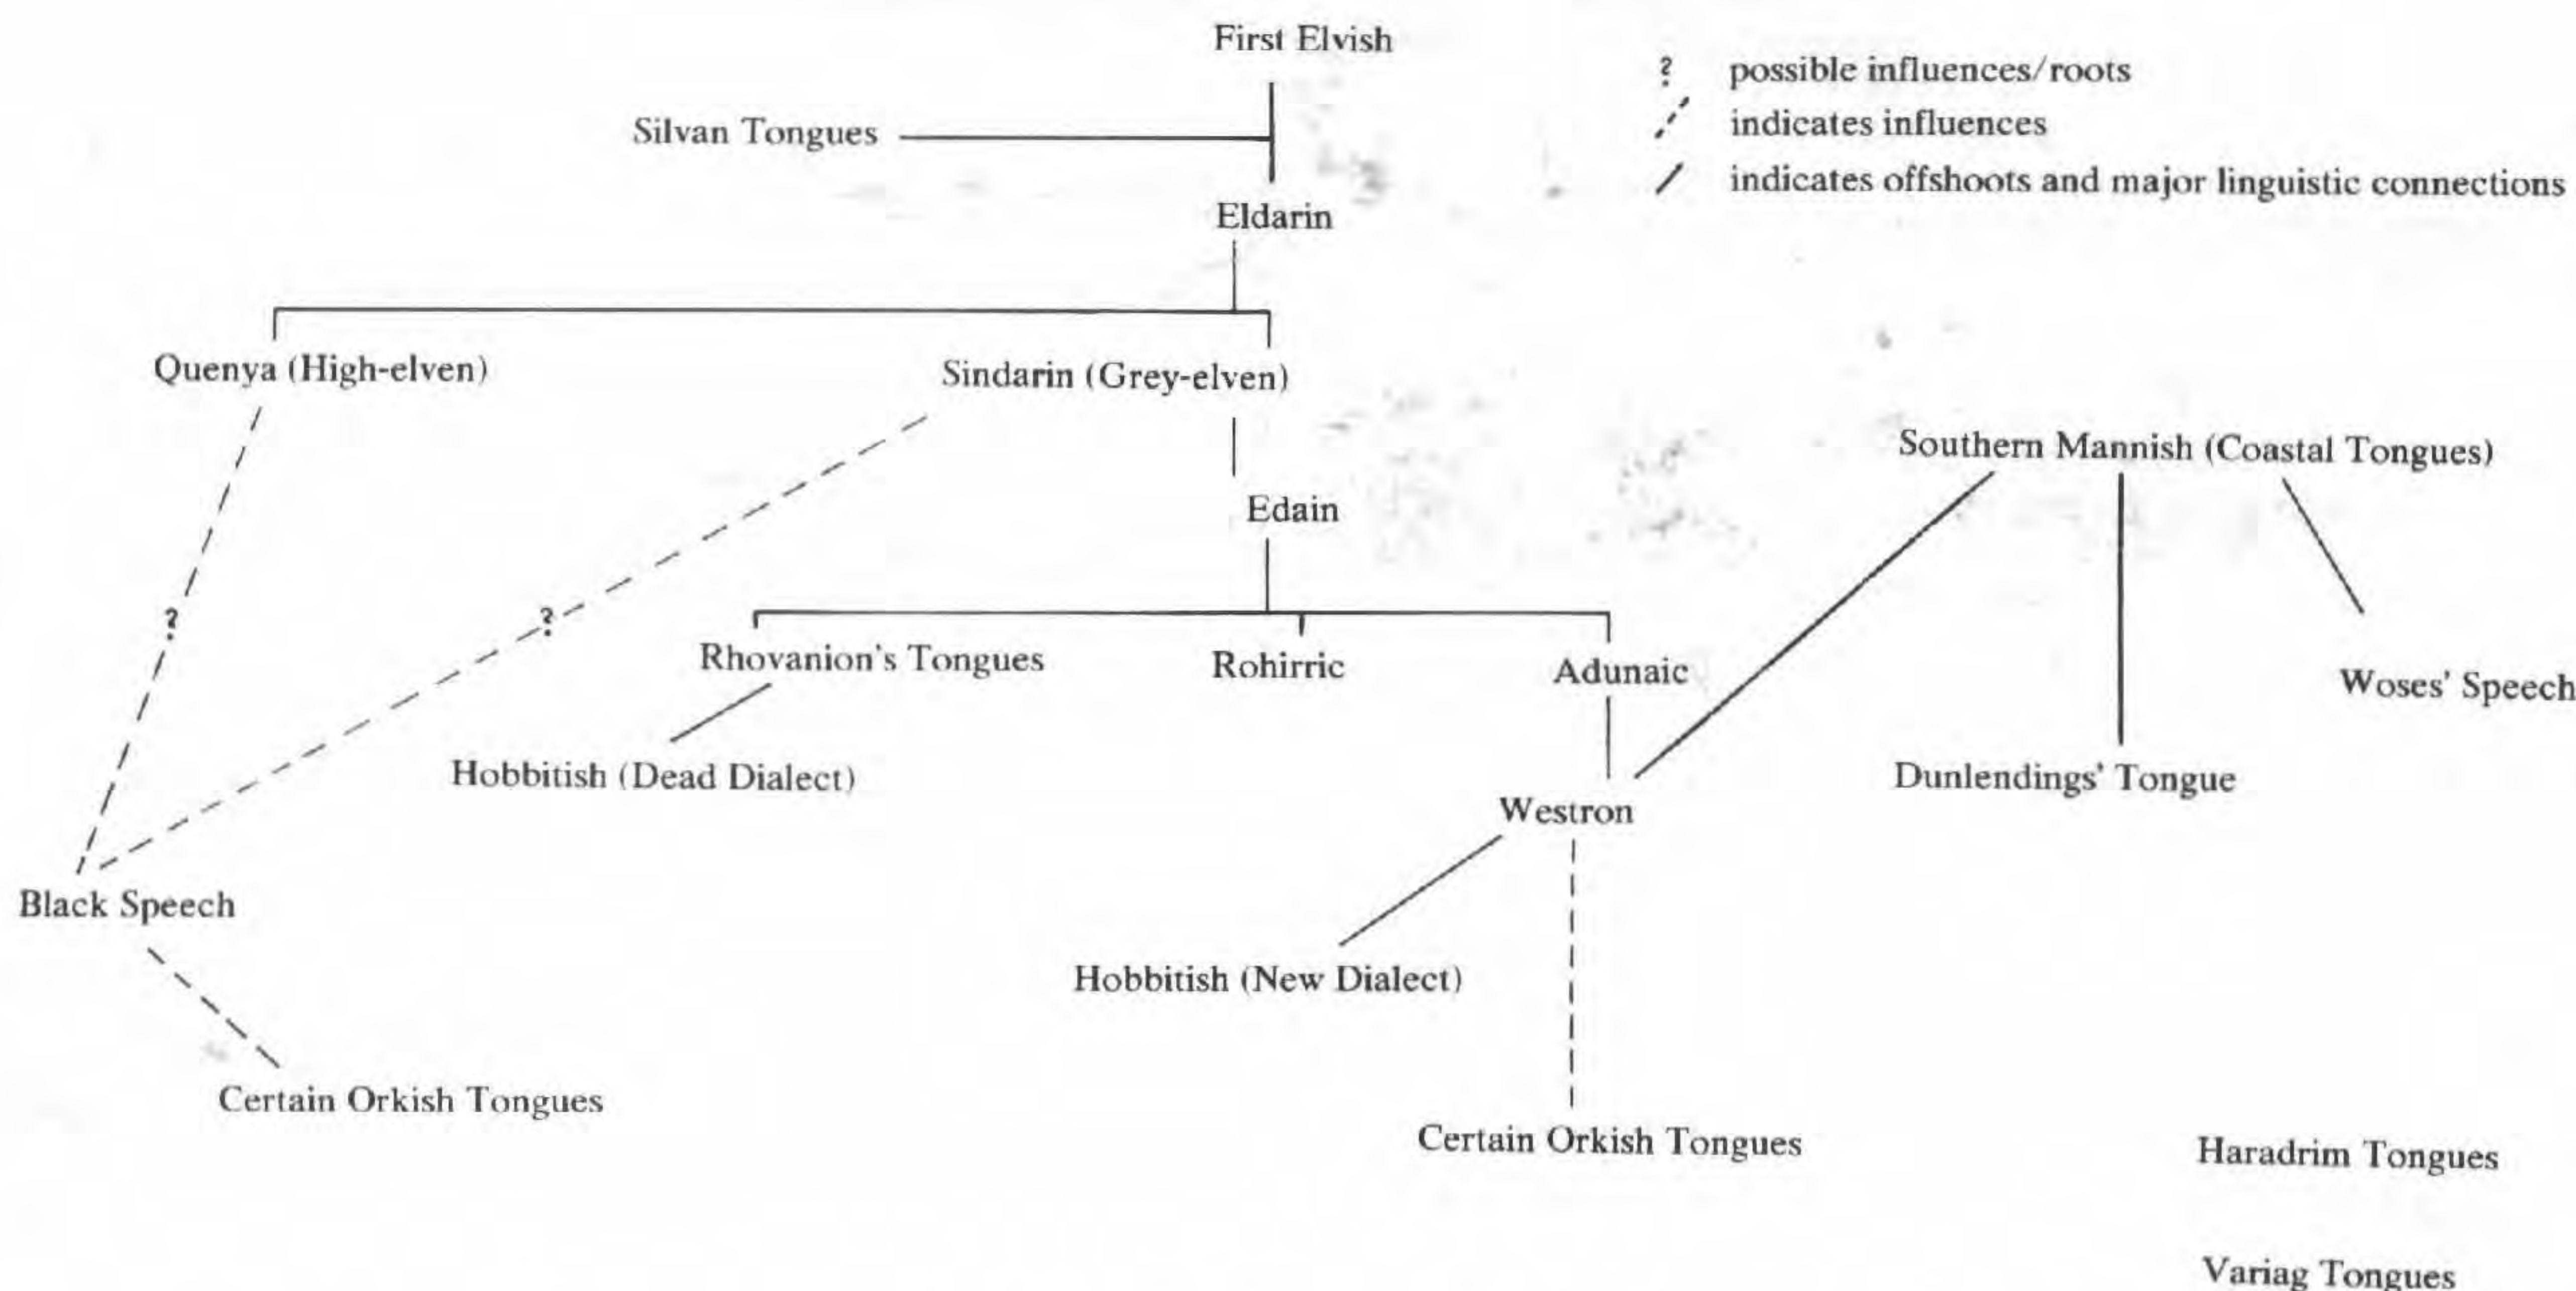 First Elvish
? possible influences/roots
indicates influences
indicates offshoots and major linguistic connections
Silvan Tongues
Eldarin
Quenya (High-elven)
Sindarin (Grey-elven)
Southern Mannish (Coastal Tongues)
Edain
?
?
Rhovanion's Tongues
Rohirric
Adunaic
Woses' Speech
Hobbitish (Dead Dialect)
Dunlendings' Tongue
Westron
Black Speech
Hobbitish (New Dialect)
Certain Orkish Tongues
Certain Orkish Tongues
Haradrim Tongues
Variag Tongues